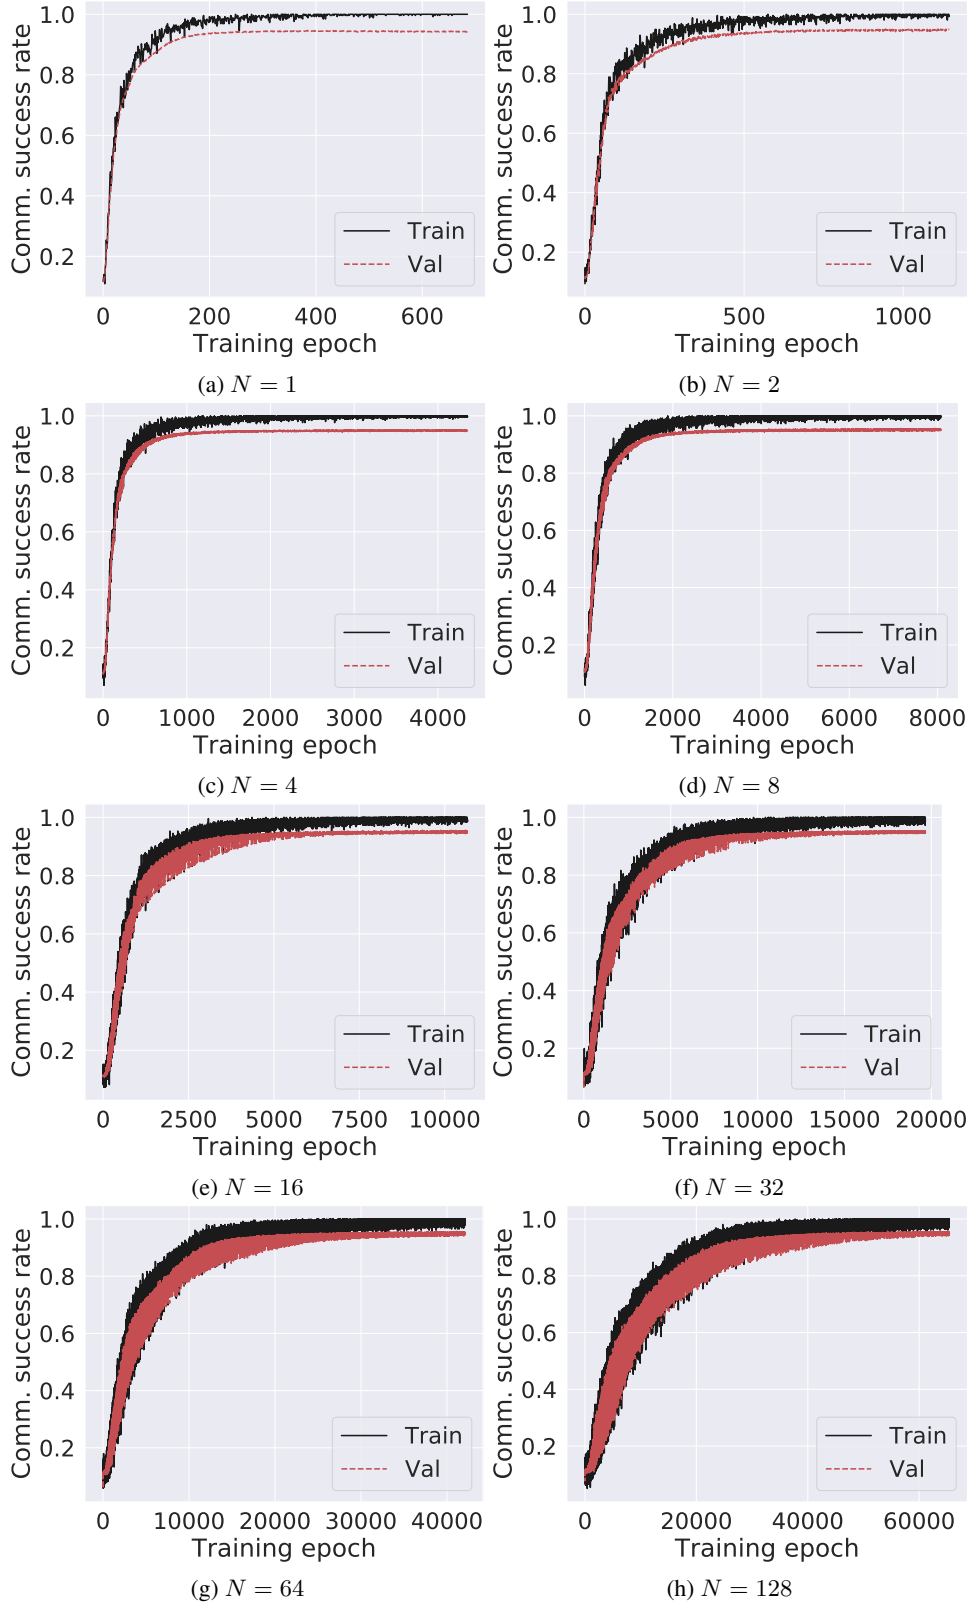 Comm. success rate
1.0
0.8
0.6
0.4
0.2
Train
Val
0 200 400 600
Training epoch
(a) N = 1
Comm. success rate
1.0
0.8
0.6
0.4
0.2
Train
Val
0 500 1000
Training epoch
(b) N = 2
Comm. success rate
1.0
0.8
0.6
0.4
0.2
Train
Val
0 1000 2000 3000 4000
Training epoch
(c) N = 4
Comm. success rate
1.0
0.8
0.6
0.4
0.2
Train
Val
0 2000 4000 6000 8000
Training epoch
(d) N = 8
Comm. success rate
1.0
0.8
0.6
0.4
0.2
Train
Val
0 2500 5000 7500 10000
Training epoch
(e) N = 16
Comm. success rate
1.0
0.8
0.6
0.4
0.2
Train
Val
0 5000 10000 15000 20000
Training epoch
(f) N = 32
Comm. success rate
1.0
0.8
0.6
0.4
0.2
Train
Val
0 10000 20000 30000 40000
Training epoch
(g) N = 64
Comm. success rate
1.0
0.8
0.6
0.4
0.2
Train
Val
0 20000 40000 60000
Training epoch
(h) N = 128